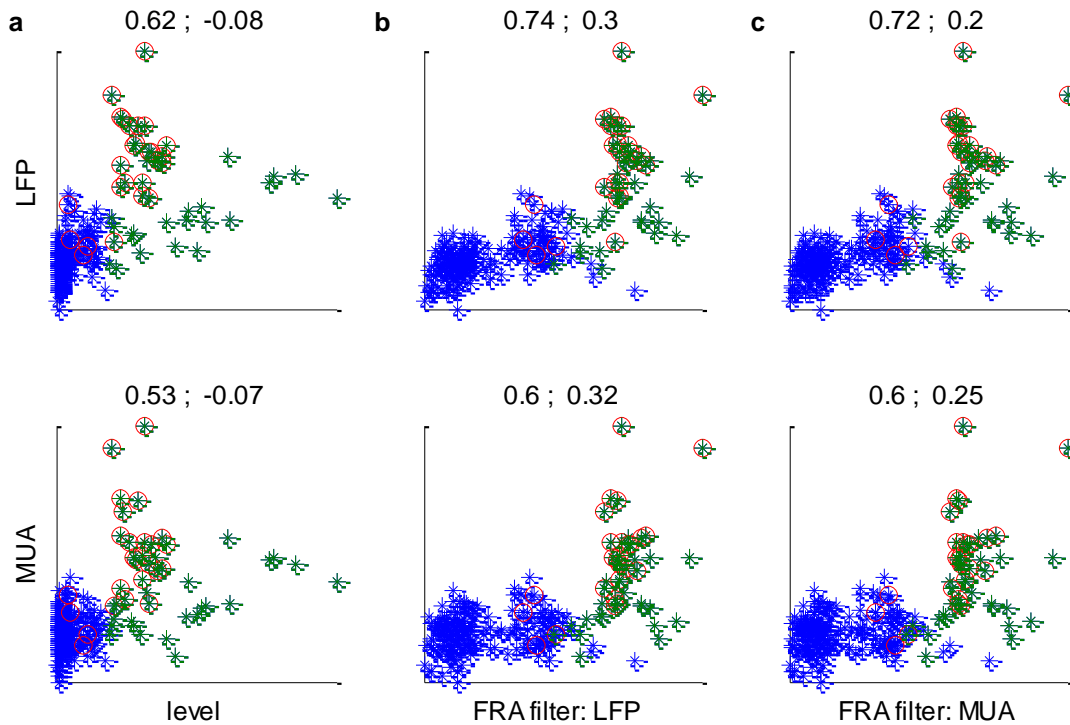 a b c
0.62 ; -0.08 0.74 ; 0.3 0.72 ; 0.2
LFP
0.53 ; -0.07 0.6 ; 0.32 0.6 ; 0.25
MUA
level FRA filter: LFP FRA filter: MUA